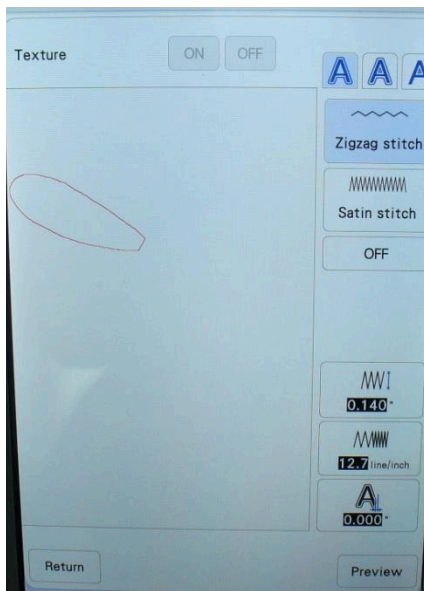 Texture
ON
OFF
A A A
Zigzag stitch
Satin stitch
OFF
0.140"
12.7 line/inch
A
0.000"
Return
Preview